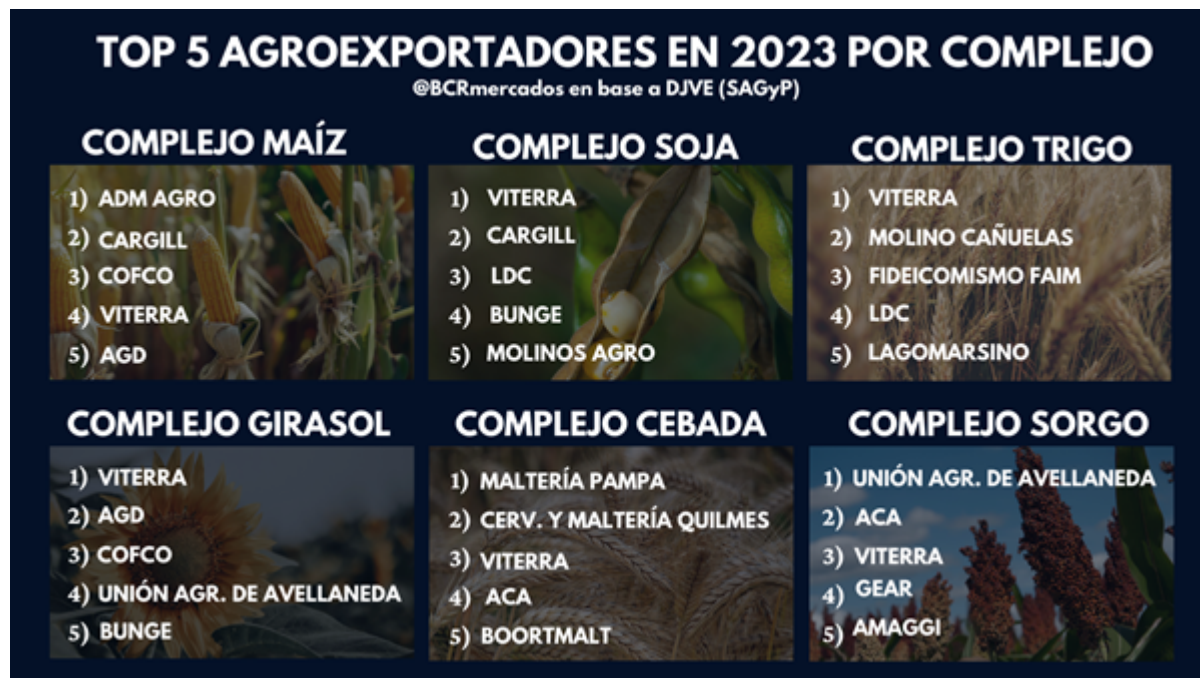 TOP 5 AGROEXPORTADORES EN 2023 POR COMPLEJO
@BCRmercados en base a DJVE (SAGyP)
COMPLEJO MAÍZ
1) ADM AGRO
2) CARGILL
3) COFCO
4) VITERRA
5) AGD
COMPLEJO SOJA
1) VITERRA
2) CARGILL
3) LDC
4) BUNGE
5) MOLINOS AGRO
COMPLEJO TRIGO
1) VITERRA
2) MOLINO CAÑUELAS
3) FIDEICOMISMO FAIM
4) LDC
5) LAGOMARSINO
COMPLEJO GIRASOL
1) VITERRA
2) AGD
3) COFCO
4) UNIÓN AGR. DE AVELLANEDA
5) BUNGE
COMPLEJO CEBADA
1) MALTERÍA PAMPA
2) CERV. Y MALTERÍA QUILMES
3) VITERRA
4) ACA
5) BOORTMALT
COMPLEJO SORGO
1) UNIÓN AGR. DE AVELLANEDA
2) ACA
3) VITERRA
4) GEAR
5) AMAGGI